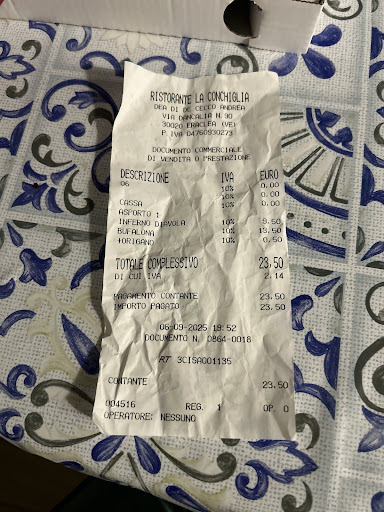 RISTORANTE LA CONCHIGLIA
DEA DI DE CECCO ANDREA
VIA DANCALIA N.90
30020 ERACLEA (VE)
P.IVA 04760930273
DOCUMENTO COMMERCIALE
DI VENDITA O PRESTAZIONE
DESCRIZIONE IVA EURO
06 10% 0.00
10% 0.00
CASSA 10% 0.00
ASPORTO 1
INFERNO DIAVOLA 10% 9.50
BUFALONA 10% 13.50
+ORIGANO 10% 0.50
TOTALE COMPLESSIVO 23.50
DI CUI IVA 2.14
PAGAMENTO CONTANTE 23.50
IMPORTO PAGATO 23.50
06-09-2025 19:52
DOCUMENTO N. 0864-0018
RT 3CISA001135
CONTANTE 23.50
004516 REG. 1 OP. 0
OPERATORE: NESSUNO